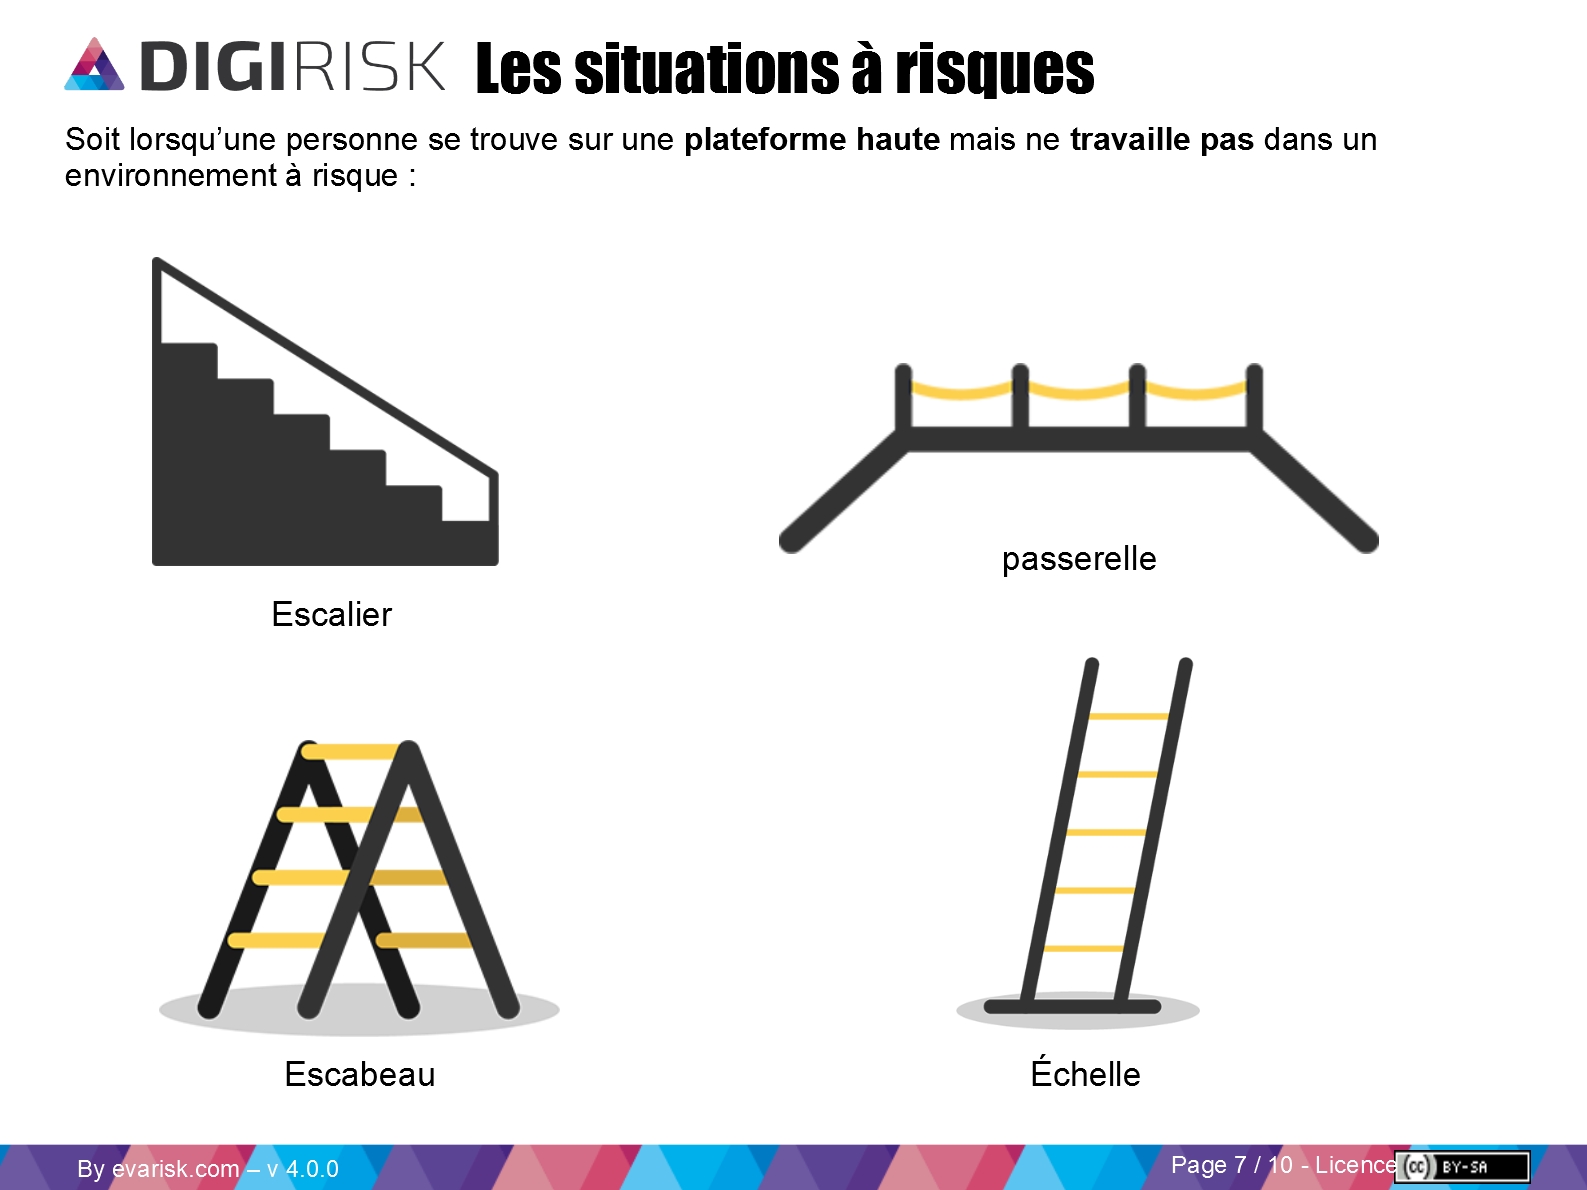 DIGIRISK Les situations à risques
Soit lorsqu’une personne se trouve sur une plateforme haute mais ne travaille pas dans un
environnement à risque :
passerelle
Escalier
Escabeau
Échelle
By evarisk.com – v 4.0.0
Page 7 / 10 - Licence cc BY-SA